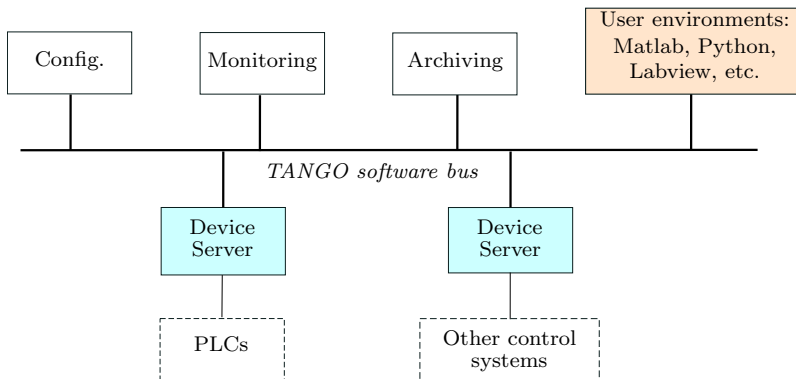 Config.
Monitoring
Archiving
User environments:
Matlab, Python,
Labview, etc.
TANGO software bus
Device
Server
Device
Server
PLCs
Other control
systems